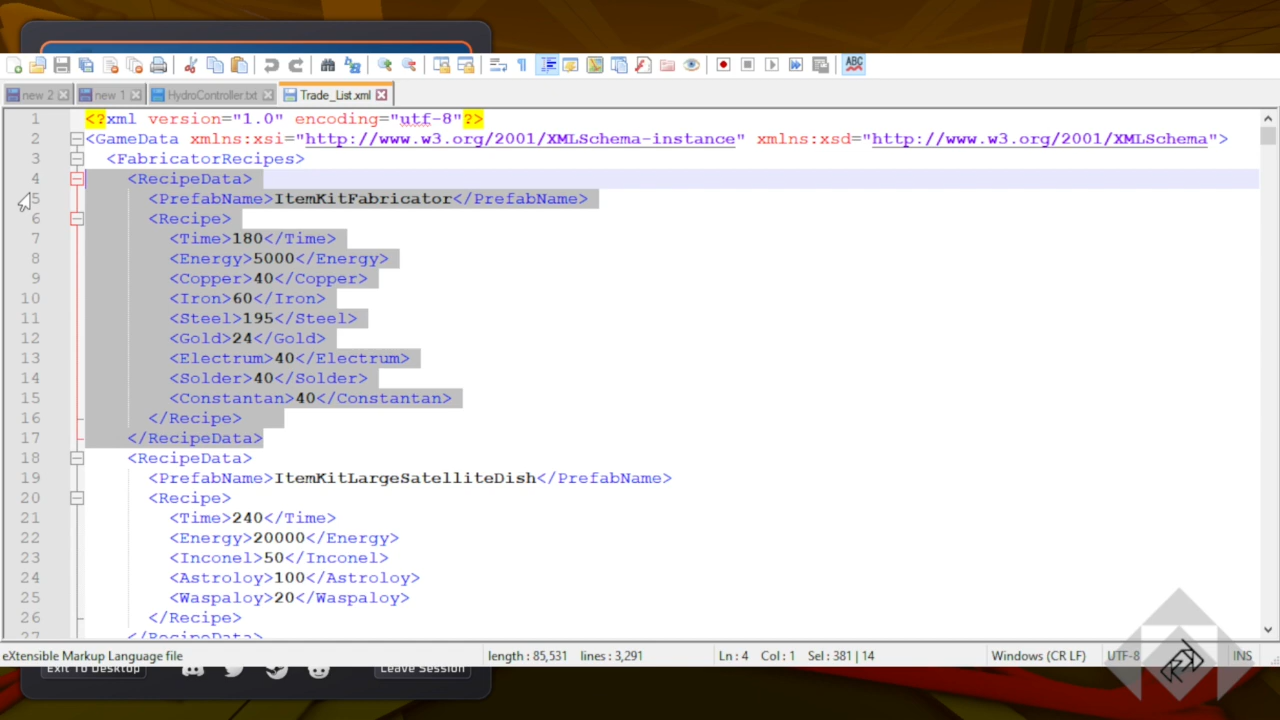 ABC
new 2
new 1
HydroController.txt
Trade_List.xml
1 <?xml version="1.0" encoding="utf-8"?>
2 <GameData xmlns:xsi="http://www.w3.org/2001/XMLSchema-instance" xmlns:xsd="http://www.w3.org/2001/XMLSchema">
3 <FabricatorRecipes>
4 <RecipeData>
5 <PrefabName>ItemKitFabricator</PrefabName>
6 <Recipe>
7 <Time>180</Time>
8 <Energy>5000</Energy>
9 <Copper>40</Copper>
10 <Iron>60</Iron>
11 <Steel>195</Steel>
12 <Gold>24</Gold>
13 <Electrum>40</Electrum>
14 <Solder>40</Solder>
15 <Constantan>40</Constantan>
16 </Recipe>
17 </RecipeData>
18 <RecipeData>
19 <PrefabName>ItemKitLargeSatelliteDish</PrefabName>
20 <Recipe>
21 <Time>240</Time>
22 <Energy>20000</Energy>
23 <Inconel>50</Inconel>
24 <Astroloy>100</Astroloy>
25 <Waspaloy>20</Waspaloy>
26 </Recipe>
27 </RecipeData>
eXtensible Markup Language file length : 85,531 lines : 3,291 Ln : 4 Col : 1 Sel : 381 | 14 Windows (CR LF) UTF-8 INS
Exit To Desktop Leave Session